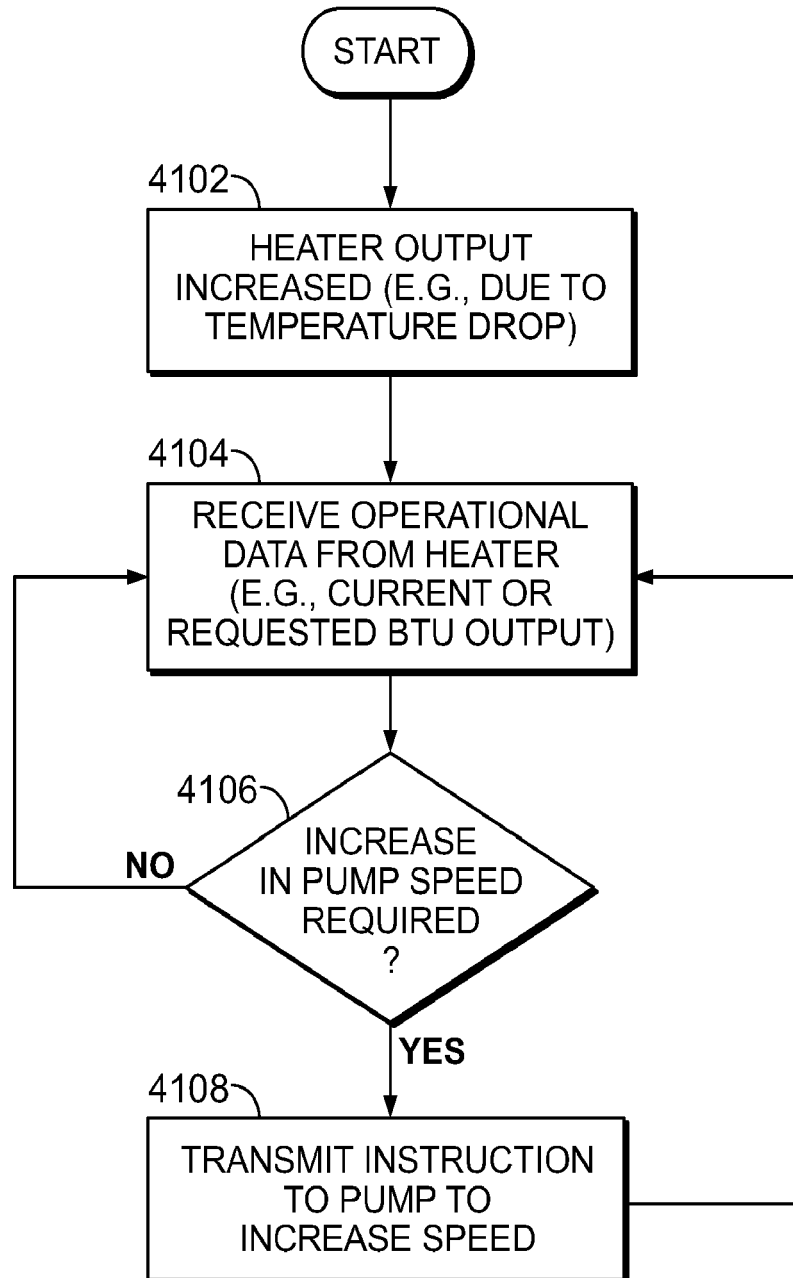 START
4102
HEATER OUTPUT
INCREASED (E.G., DUE TO
TEMPERATURE DROP)
4104
RECEIVE OPERATIONAL
DATA FROM HEATER
(E.G., CURRENT OR
REQUESTED BTU OUTPUT)
4106
INCREASE
IN PUMP SPEED
REQUIRED
?
NO
YES
4108
TRANSMIT INSTRUCTION
TO PUMP TO
INCREASE SPEED